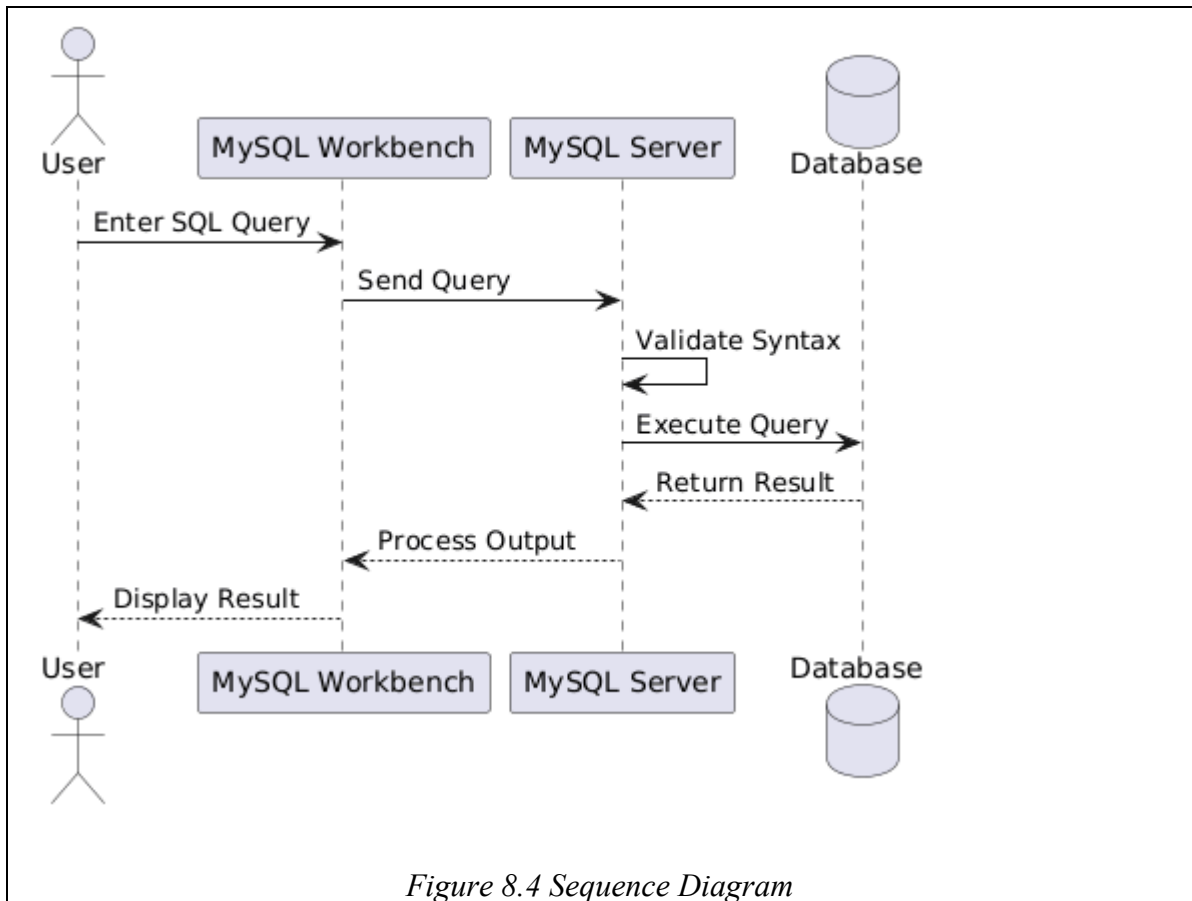 User
MySQL Workbench
MySQL Server
Database
Enter SQL Query
Send Query
Validate Syntax
Execute Query
Return Result
Process Output
Display Result
User
MySQL Workbench
MySQL Server
Database
Figure 8.4 Sequence Diagram